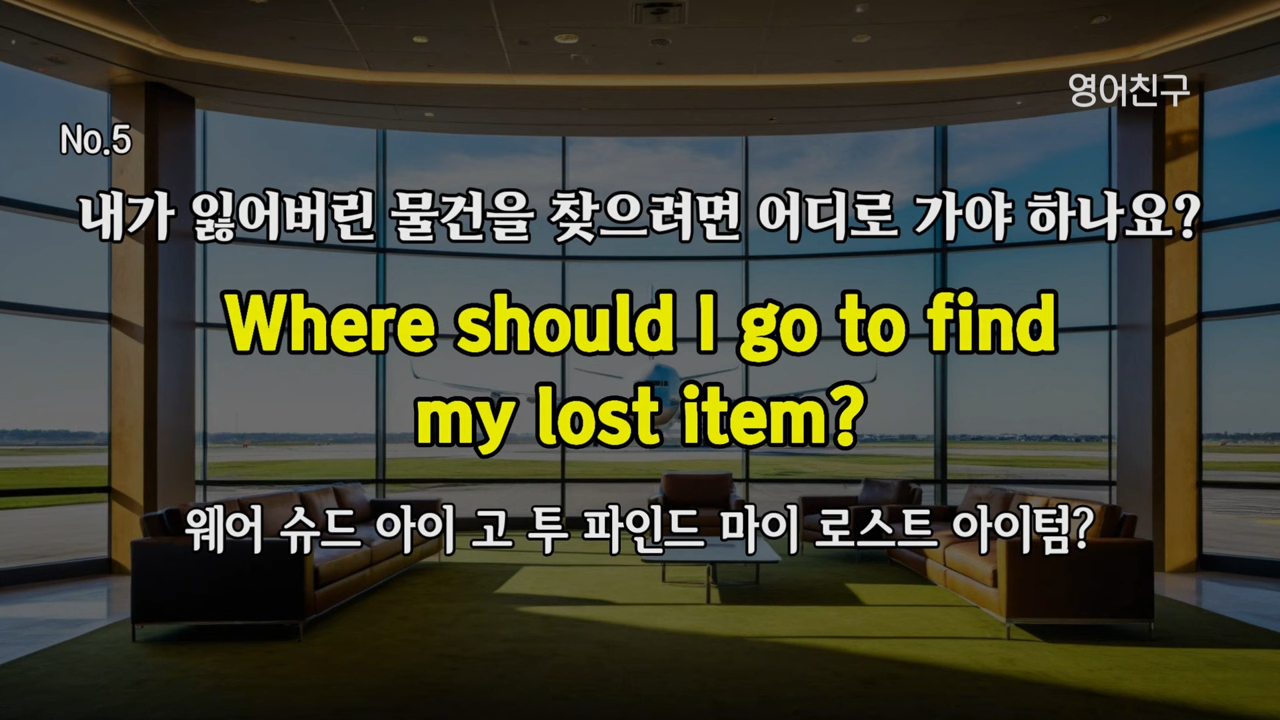 영어친구
No.5
내가 잃어버린 물건을 찾으려면 어디로 가야 하나요?
Where should I go to find
my lost item?
웨어 슈드 아이 고 투 파인드 마이 로스트 아이텀?